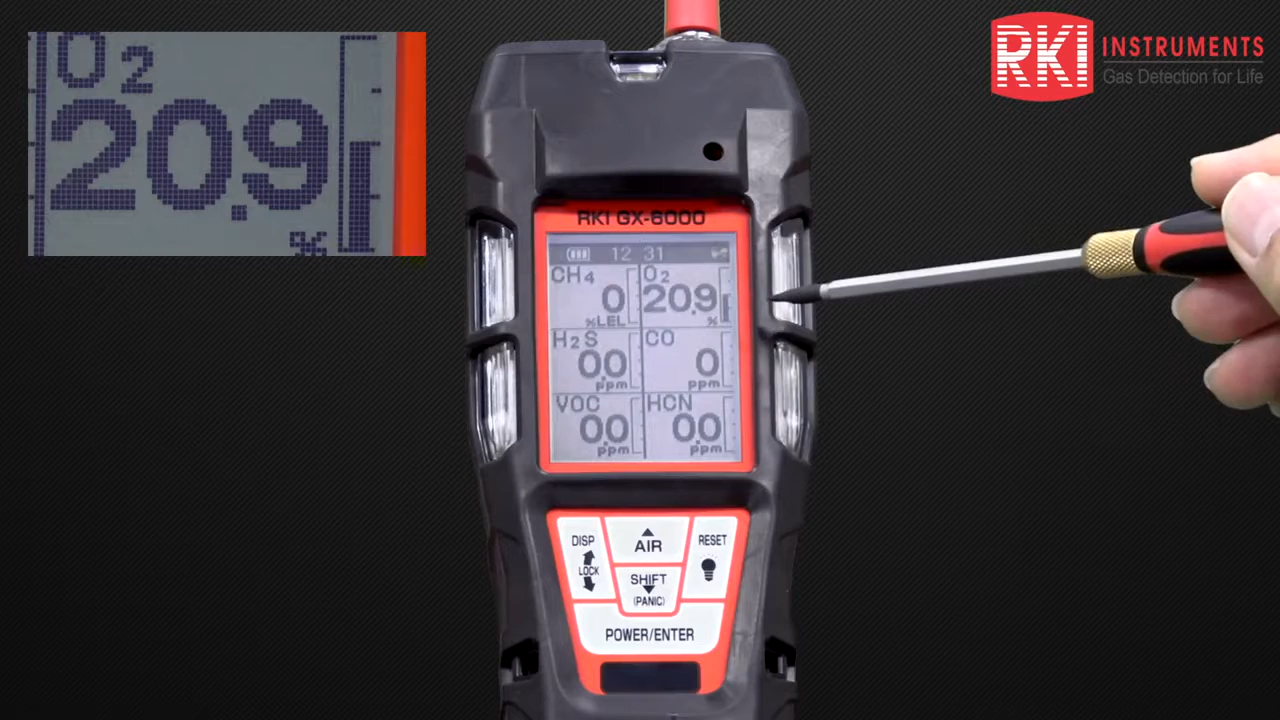 O2
20.9
%
RKI INSTRUMENTS
Gas Detection for Life
RKI GX-6000
12 31
CH4
0
%LEL
O2
20.9
%
H2S
0.0
ppm
CO
0
ppm
VOC
0.0
ppm
HCN
0.0
ppm
DISP
LOCK
AIR
SHIFT
(PANIC)
RESET
POWER/ENTER